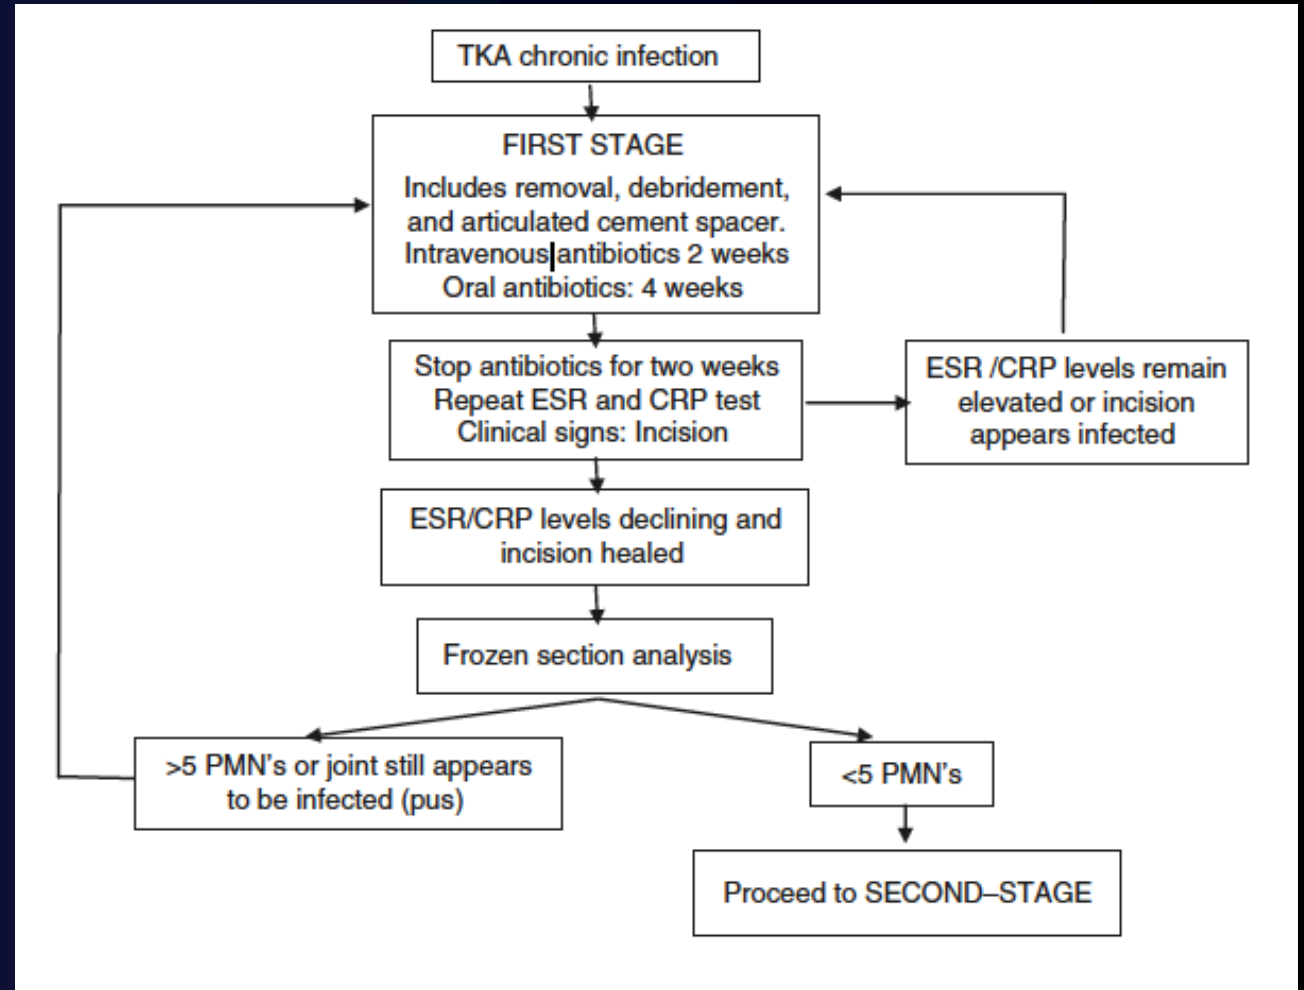 TKA chronic infection
FIRST STAGE
Includes removal, debridement,
and articulated cement spacer.
Intravenous antibiotics 2 weeks
Oral antibiotics: 4 weeks
Stop antibiotics for two weeks
Repeat ESR and CRP test
Clinical signs: Incision
ESR /CRP levels remain
elevated or incision
appears infected
ESR/CRP levels declining and
incision healed
Frozen section analysis
>5 PMN's or joint still appears
to be infected (pus)
<5 PMN's
Proceed to SECOND–STAGE